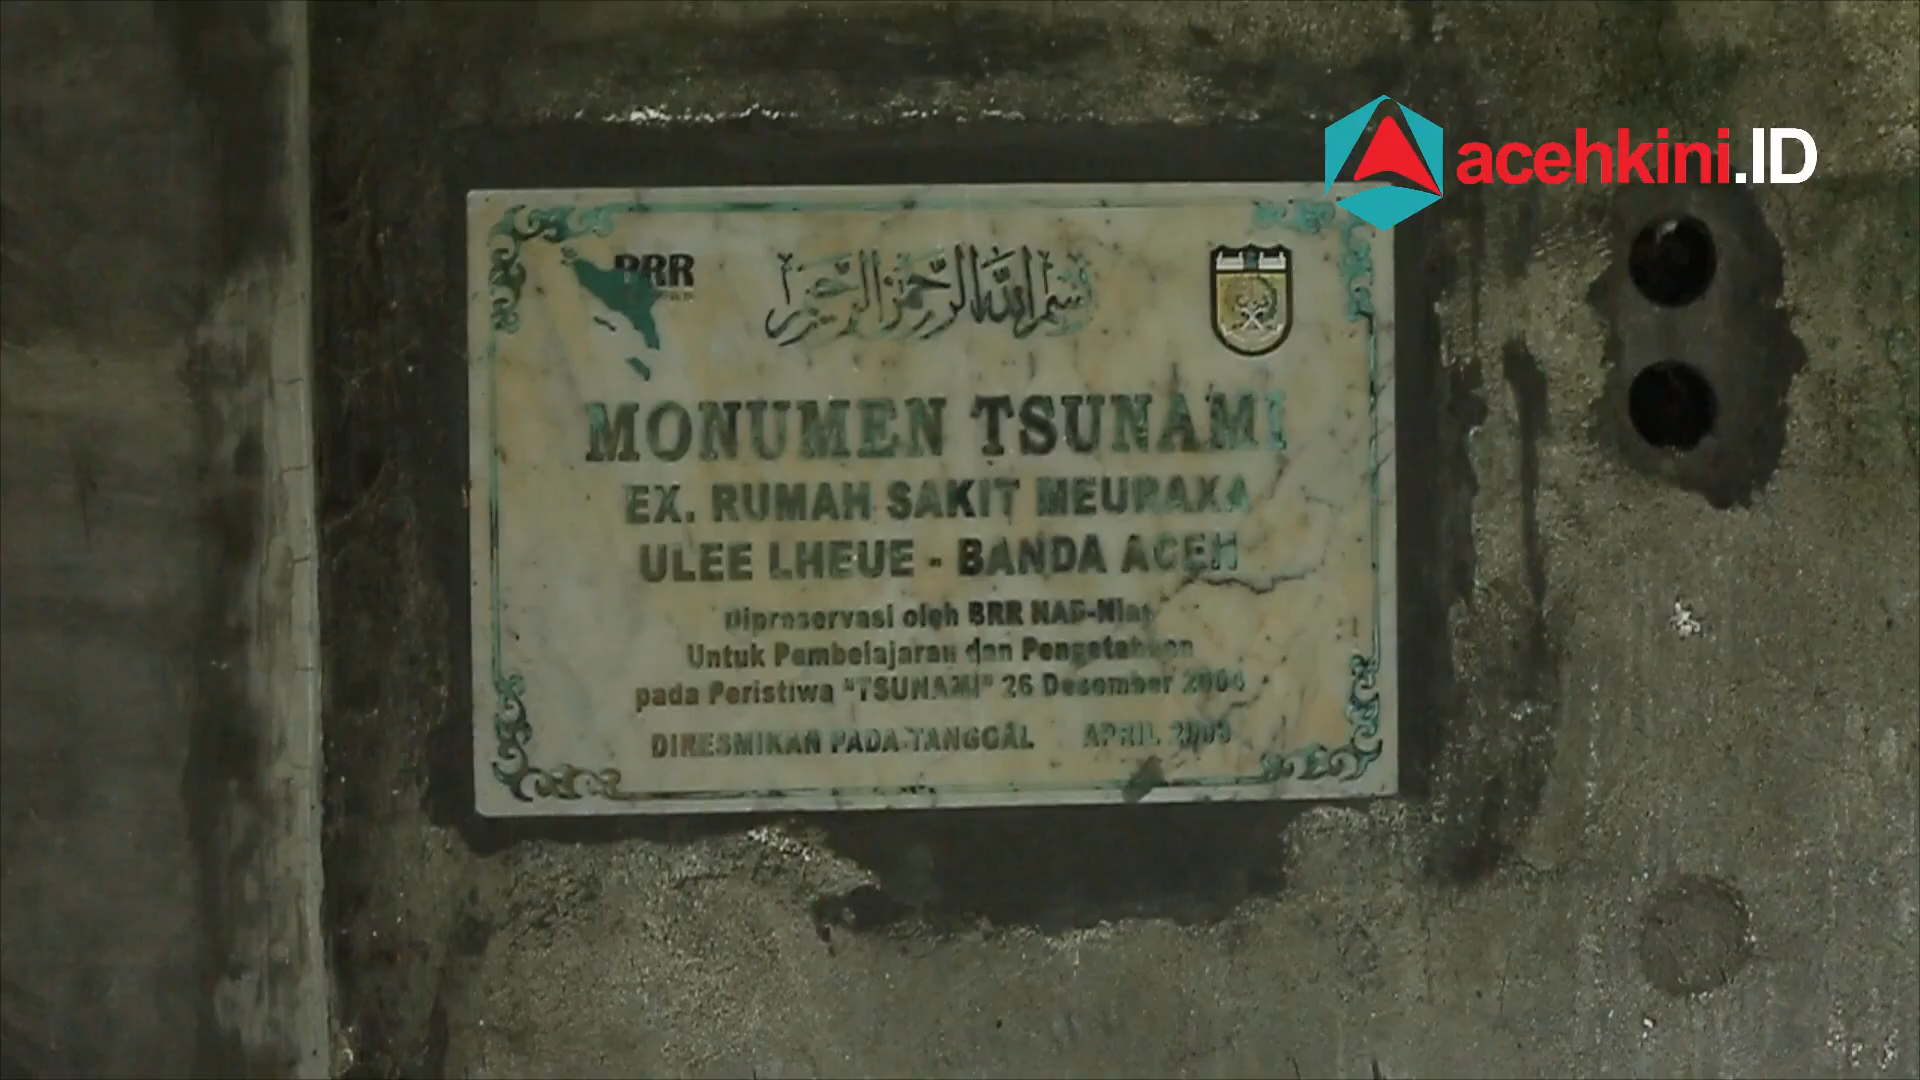 acehkini.ID
BRR
بسم الله الرحمن الرحيم
MONUMEN TSUNAMI
EX. RUMAH SAKIT MEURAXA
ULEE LHEUE - BANDA ACEH
Dipreservasi oleh BRR NAD-Nias
Untuk Pembelajaran dan Pengetahuan
pada Peristiwa "TSUNAMI" 26 Desember 2004
DIRESMIKAN PADA TANGGAL APRIL 2009